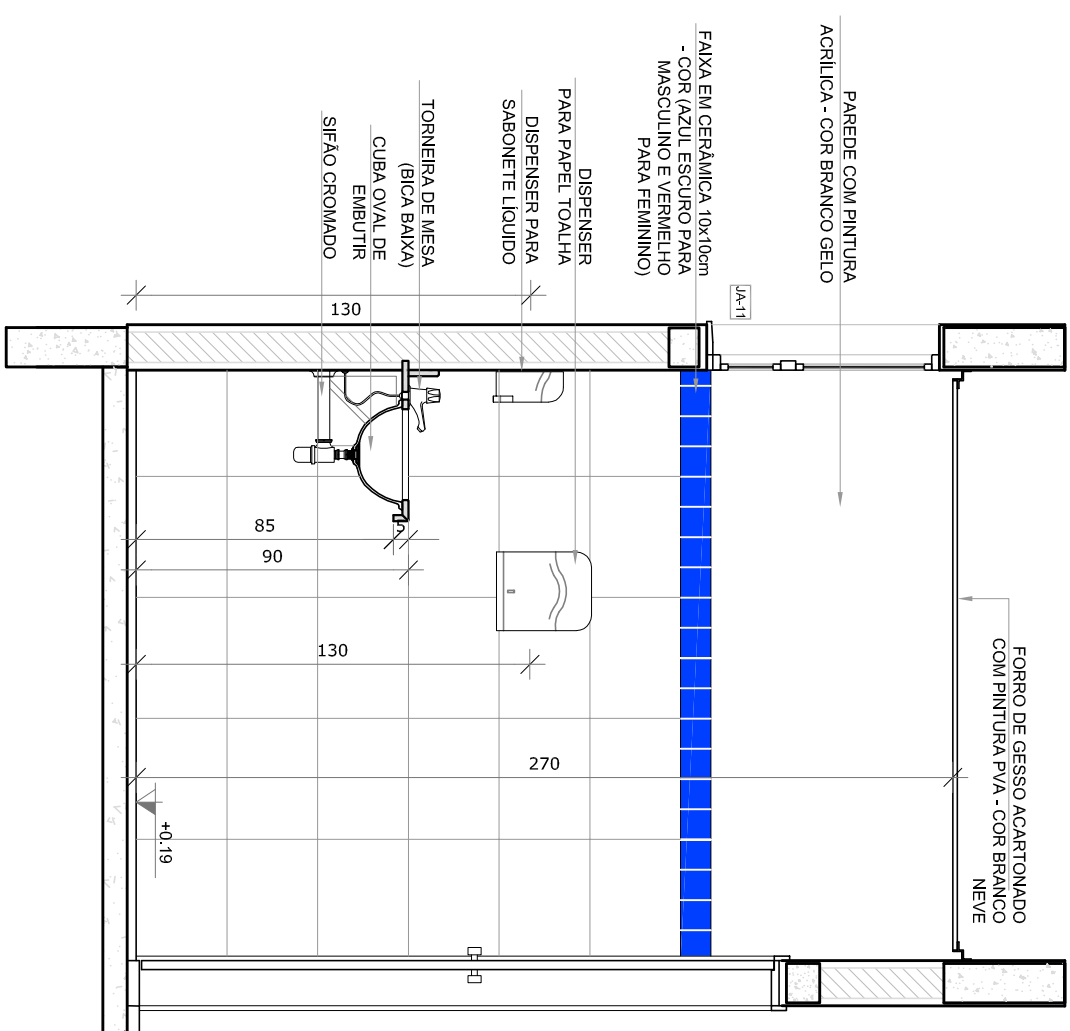 FORRO DE GESSO ACARTONADO
COM PINTURA PVA - COR BRANCO
NEVE
PAREDE COM PINTURA
ACRÍLICA - COR BRANCO GELO
JA-11
FAIXA EM CERÂMICA 10x10cm
- COR (AZUL ESCURO PARA
MASCULINO E VERMELHO
PARA FEMININO)
DISPENSER
PARA PAPEL TOALHA
DISPENSER PARA
SABONETE LÍQUIDO
TORNEIRA DE MESA
(BICA BAIXA)
CUBA OVAL DE
EMBUTIR
SIFÃO CROMADO
130
85
5
90
130
270
+0.19